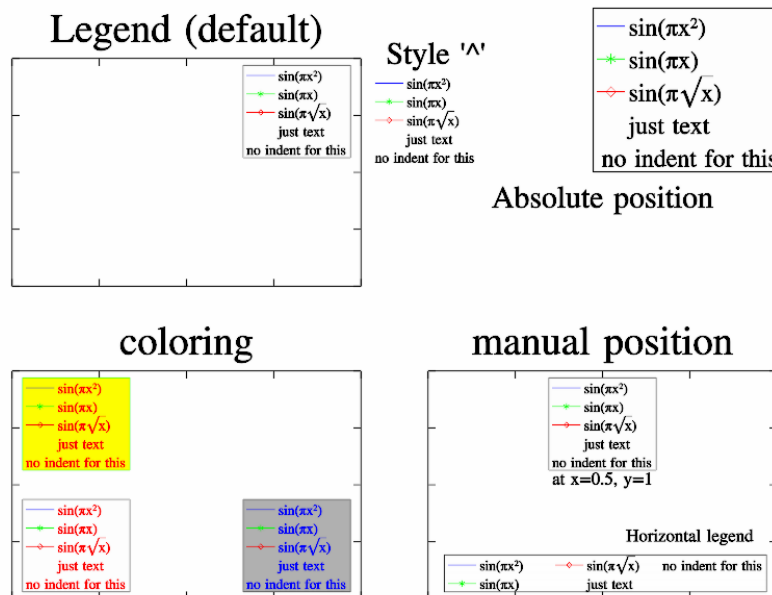 Legend (default)
sin(πx²)
sin(πx)
sin(π√x)
just text
no indent for this
Style '^'
sin(πx²)
sin(πx)
sin(π√x)
just text
no indent for this
sin(πx²)
sin(πx)
sin(π√x)
just text
no indent for this
Absolute position
coloring
sin(πx²)
sin(πx)
sin(π√x)
just text
no indent for this
sin(πx²)
sin(πx)
sin(π√x)
just text
no indent for this
sin(πx²)
sin(πx)
sin(π√x)
just text
no indent for this
manual position
sin(πx²)
sin(πx)
sin(π√x)
just text
no indent for this
at x=0.5, y=1
Horizontal legend
sin(πx²) sin(π√x) no indent for this
sin(πx) just text